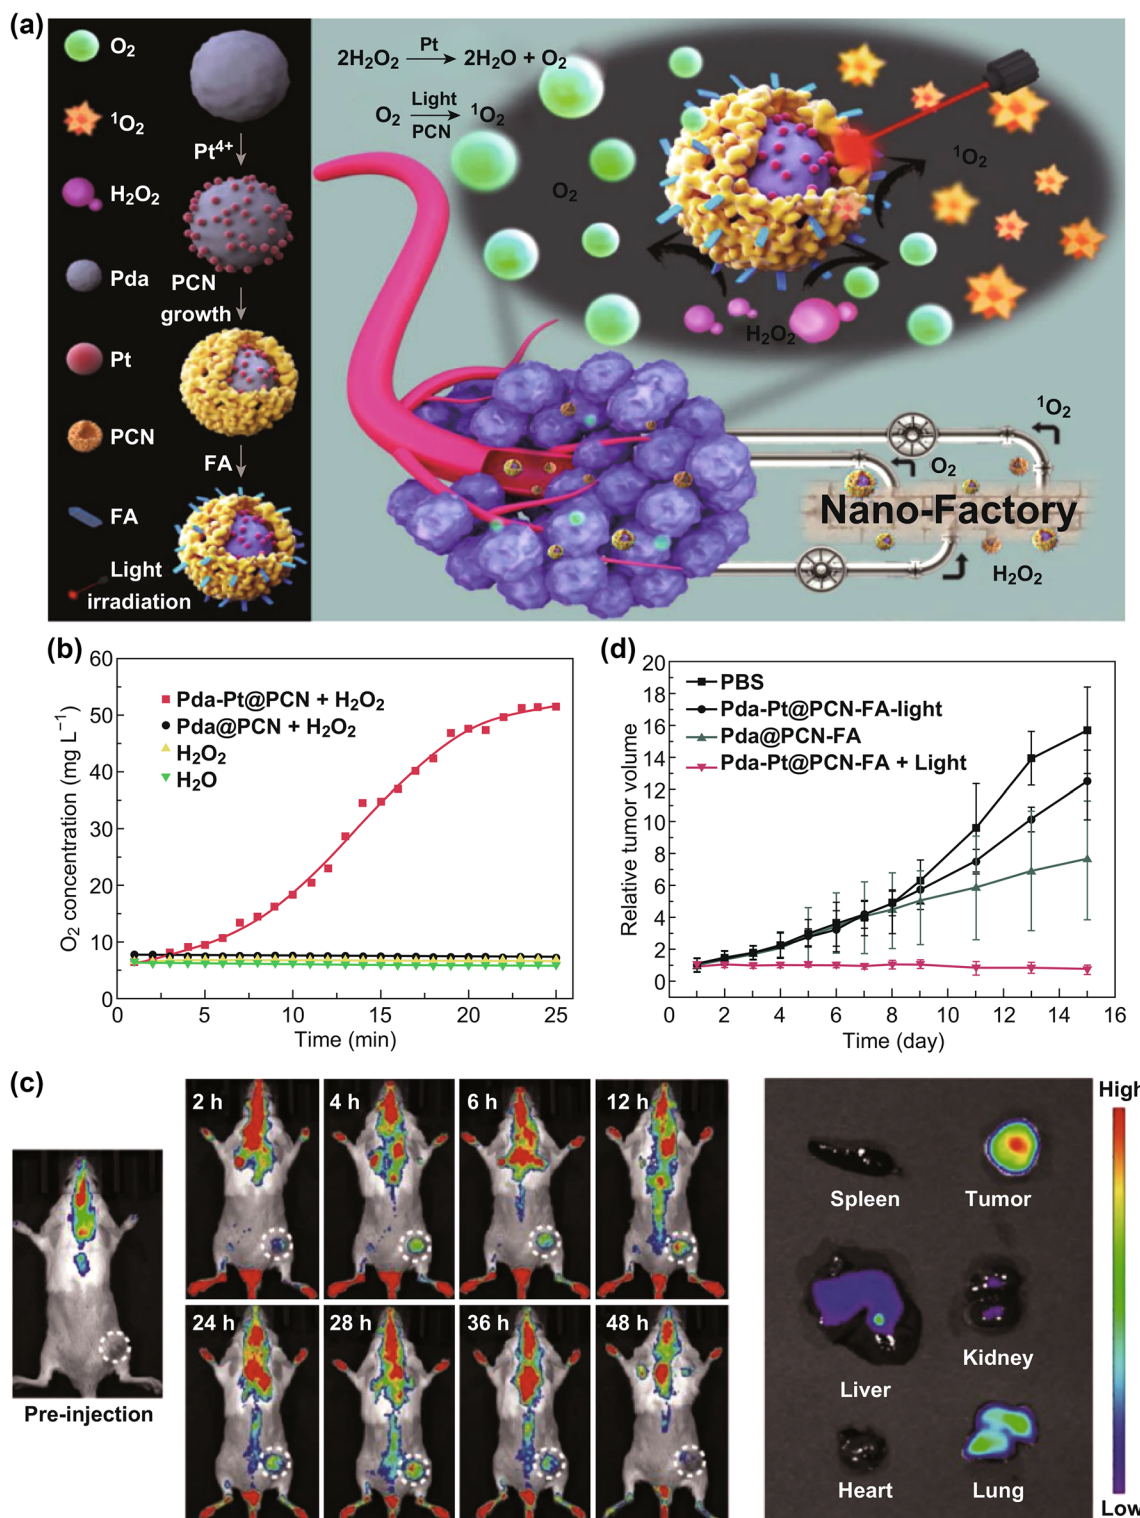 (a)
O₂
¹O₂
H₂O₂
Pda
Pt
PCN
FA
Light
irradiation
Pt⁴⁺
PCN
growth
FA
2H₂O₂ Pt 2H₂O + O₂
O₂ Light PCN ¹O₂
O₂
¹O₂
H₂O₂
¹O₂
O₂
Nano-Factory
H₂O₂
(b)
O₂ concentration (mg L⁻¹)
60
50
40
30
20
10
0
Pda-Pt@PCN + H₂O₂
Pda@PCN + H₂O₂
H₂O₂
H₂O
0 5 10 15 20 25
Time (min)
(d)
Relative tumor volume
20
18
16
14
12
10
8
6
4
2
0
PBS
Pda-Pt@PCN-FA-light
Pda@PCN-FA
Pda-Pt@PCN-FA + Light
0 2 4 6 8 10 12 14 16
Time (day)
(c)
Pre-injection
2 h 4 h 6 h 12 h
24 h 28 h 36 h 48 h
Spleen Tumor
Liver Kidney
Heart Lung
High
Low